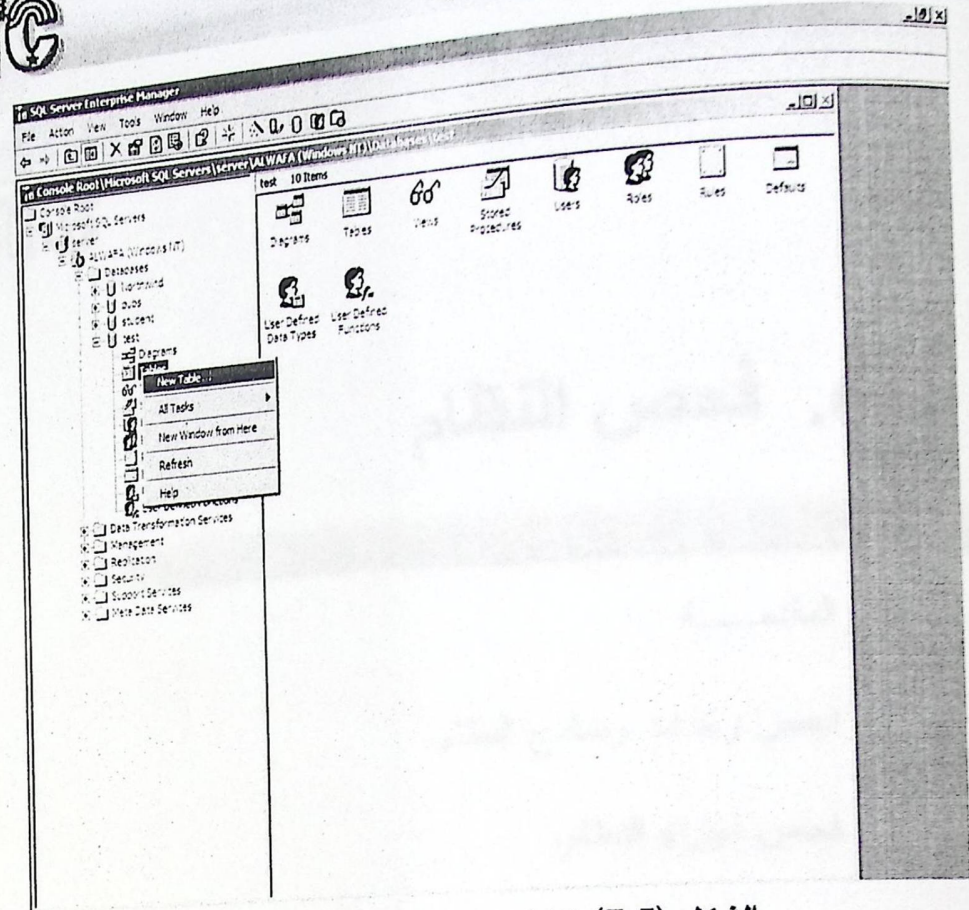 SQL Server Enterprise Manager
File Action View Tools Window Help
Console Root\Microsoft SQL Servers\server\ALWAFA (Windows NT)\Databases\test
Console Root
Microsoft SQL Servers
server
ALWAFA (Windows NT)
Databases
Northwind
pubs
student
test
Diagrams
Tables
New Table...
All Tasks
New Window from Here
Refresh
Help
User Defined Functions
Data Transformation Services
Management
Replication
Security
Support Services
Meta Data Services
test 10 Items
Diagrams
Tables
Views
Stored Procedures
Users
Roles
Rules
Defaults
User Defined Data Types
User Defined Functions